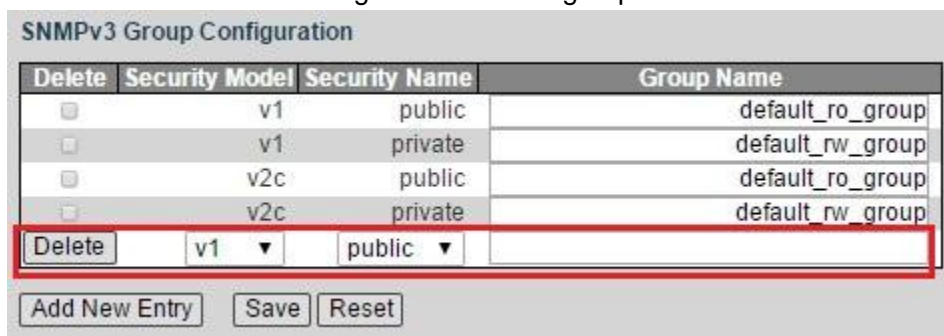 SNMPv3 Group Configuration
Delete Security Model Security Name Group Name
v1 public default_ro_group
v1 private default_rw_group
v2c public default_ro_group
v2c private default_rw_group
Delete v1 public
Add New Entry Save Reset